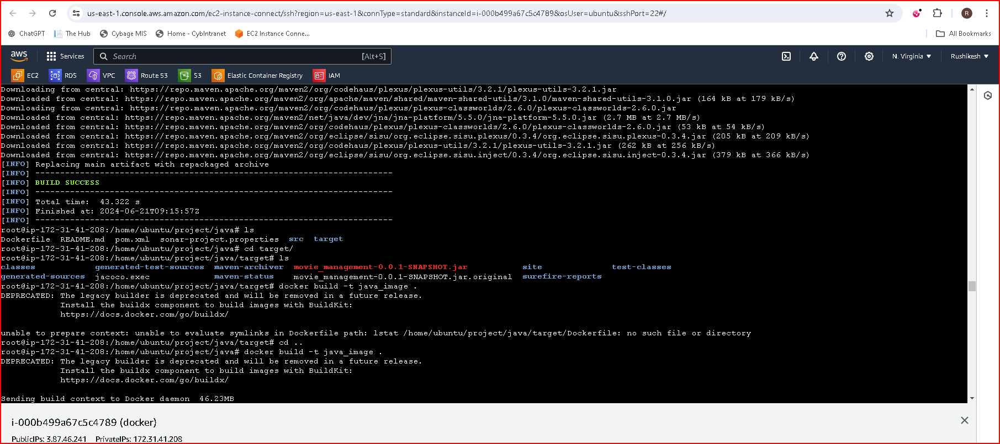 us-east-1.console.aws.amazon.com/ec2-instance-connect/ssh?region=us-east-1&connType=standard&instanceId=i-000b499a67c5c4789&osUser=ubuntu&sshPort=22#/
R
ChatGPT The Hub Cybage MIS Home - CybIntranet EC2 Instance Conne... All Bookmarks
aws Services Search [Alt+S] N. Virginia Rushikesh
EC2 RDS VPC Route 53 S3 Elastic Container Registry IAM
Downloading from central: https://repo.maven.apache.org/maven2/org/codehaus/plexus/plexus-utils/3.2.1/plexus-utils-3.2.1.jar
Downloaded from central: https://repo.maven.apache.org/maven2/org/apache/maven/shared/maven-shared-utils/3.1.0/maven-shared-utils-3.1.0.jar (164 kB at 179 kB/s)
Downloading from central: https://repo.maven.apache.org/maven2/org/codehaus/plexus/plexus-classworlds/2.6.0/plexus-classworlds-2.6.0.jar
Downloaded from central: https://repo.maven.apache.org/maven2/net/java/dev/jna/jna-platform/5.5.0/jna-platform-5.5.0.jar (2.7 MB at 2.7 MB/s)
Downloaded from central: https://repo.maven.apache.org/maven2/org/codehaus/plexus/plexus-classworlds/2.6.0/plexus-classworlds-2.6.0.jar (53 kB at 54 kB/s)
Downloaded from central: https://repo.maven.apache.org/maven2/org/eclipse/sisu/org.eclipse.sisu.plexus/0.3.4/org.eclipse.sisu.plexus-0.3.4.jar (205 kB at 209 kB/s)
Downloaded from central: https://repo.maven.apache.org/maven2/org/codehaus/plexus/plexus-utils/3.2.1/plexus-utils-3.2.1.jar (262 kB at 256 kB/s)
Downloaded from central: https://repo.maven.apache.org/maven2/org/eclipse/sisu/org.eclipse.sisu.inject/0.3.4/org.eclipse.sisu.inject-0.3.4.jar (379 kB at 366 kB/s)
[INFO] Replacing main artifact with repackaged archive
[INFO] ------------------------------------------------------------------------
[INFO] BUILD SUCCESS
[INFO] ------------------------------------------------------------------------
[INFO] Total time:  43.322 s
[INFO] Finished at: 2024-06-21T09:15:57Z
[INFO] ------------------------------------------------------------------------
root@ip-172-31-41-208:/home/ubuntu/project/java# ls
Dockerfile  README.md  pom.xml  sonar-project.properties  src  target
root@ip-172-31-41-208:/home/ubuntu/project/java# cd target/
root@ip-172-31-41-208:/home/ubuntu/project/java/target# ls
classes generated-test-sources maven-archiver movie_management-0.0.1-SNAPSHOT.jar site test-classes
generated-sources jacoco.exec maven-status movie_management-0.0.1-SNAPSHOT.jar.original surefire-reports
root@ip-172-31-41-208:/home/ubuntu/project/java/target# docker build -t java_image .
DEPRECATED: The legacy builder is deprecated and will be removed in a future release.
Install the buildx component to build images with BuildKit:
https://docs.docker.com/go/buildx/
unable to prepare context: unable to evaluate symlinks in Dockerfile path: lstat /home/ubuntu/project/java/target/Dockerfile: no such file or directory
root@ip-172-31-41-208:/home/ubuntu/project/java/target# cd ..
root@ip-172-31-41-208:/home/ubuntu/project/java# docker build -t java_image .
DEPRECATED: The legacy builder is deprecated and will be removed in a future release.
Install the buildx component to build images with BuildKit:
https://docs.docker.com/go/buildx/
Sending build context to Docker daemon  46.23MB
i-000b499a67c5c4789 (docker)
PublicIPs: 3.87.46.241 PrivateIPs: 172.31.41.208